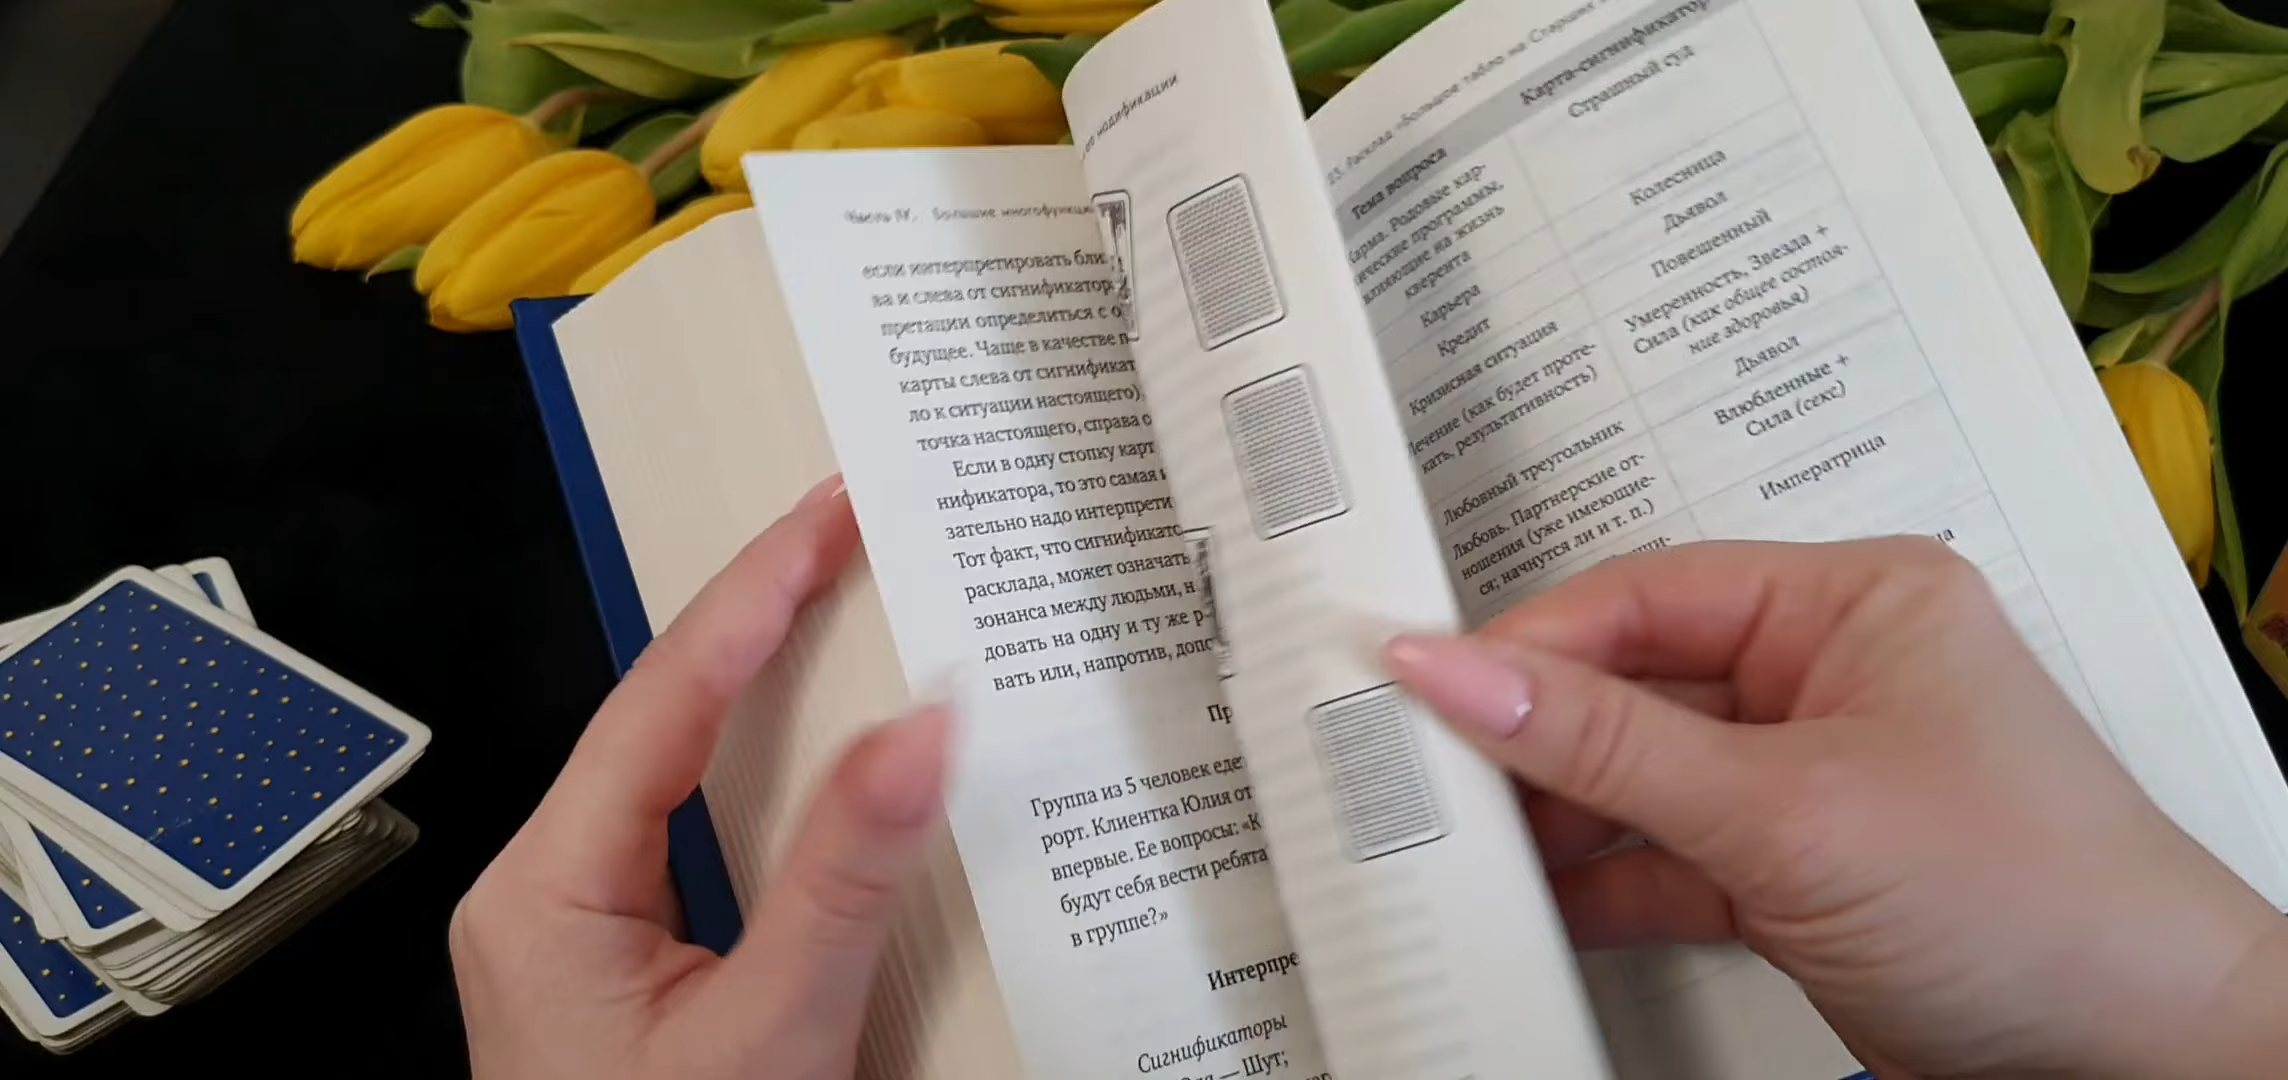 Часть IV. Большие многофункци
если интерпретировать бли
ва и слева от сигнификатор
претации определиться с о
будущее. Чаще в качестве п
карты слева от сигнификат
ло к ситуации настоящего)
точка настоящего, справа о
Если в одну стопку карт
нификатора, то это самая
зательно надо интерпрети
Тот факт, что сигнификато
расклада, может означать
зонанса между людьми, н
довать на одну и ту же р
вать или, напротив, допо
Пр
Группа из 5 человек еде
рорт. Клиентка Юлия от
впервые. Ее вопросы: «К
будут себя вести ребята
в группе?»
Интерпре
Сигнификаторы
— Шут;
модификации
Расклад «Большое табло на Старших
Тема вопроса
Карта-сигнификатор
Карма. Родовые кар-
мические программы,
влияющие на жизнь
кверента
Страшный суд
Карьера
Колесница
Кредит
Дьявол
Кризисная ситуация
Повешенный
Лечение (как будет проте-
кать, результативность)
Умеренность, Звезда +
Сила (как общее состоя-
ние здоровья)
Любовный треугольник
Дьявол
Любовь. Партнерские от-
ношения (уже имеющие-
ся; начнутся ли и т. п.)
Влюбленные +
Сила (секс)
Императрица